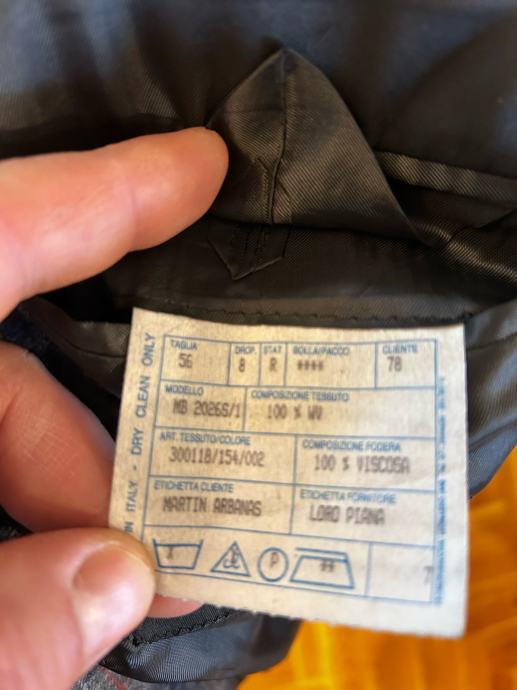 TAGLIA DROP. STAT BOLLA/PACCO CLIENTE
56 8 R **** 78
MODELLO COMPOSIZIONE TESSUTO
MB 2026S/1 100 % WV
ART. TESSUTO/COLORE COMPOSIZIONE FODERA
300118/154/002 100 % VISCOSA
ETICHETTA CLIENTE ETICHETTA FORNITORE
MARTIN ARBANAS LORO PIANA
P
7
IN ITALY - DRY CLEAN ONLY